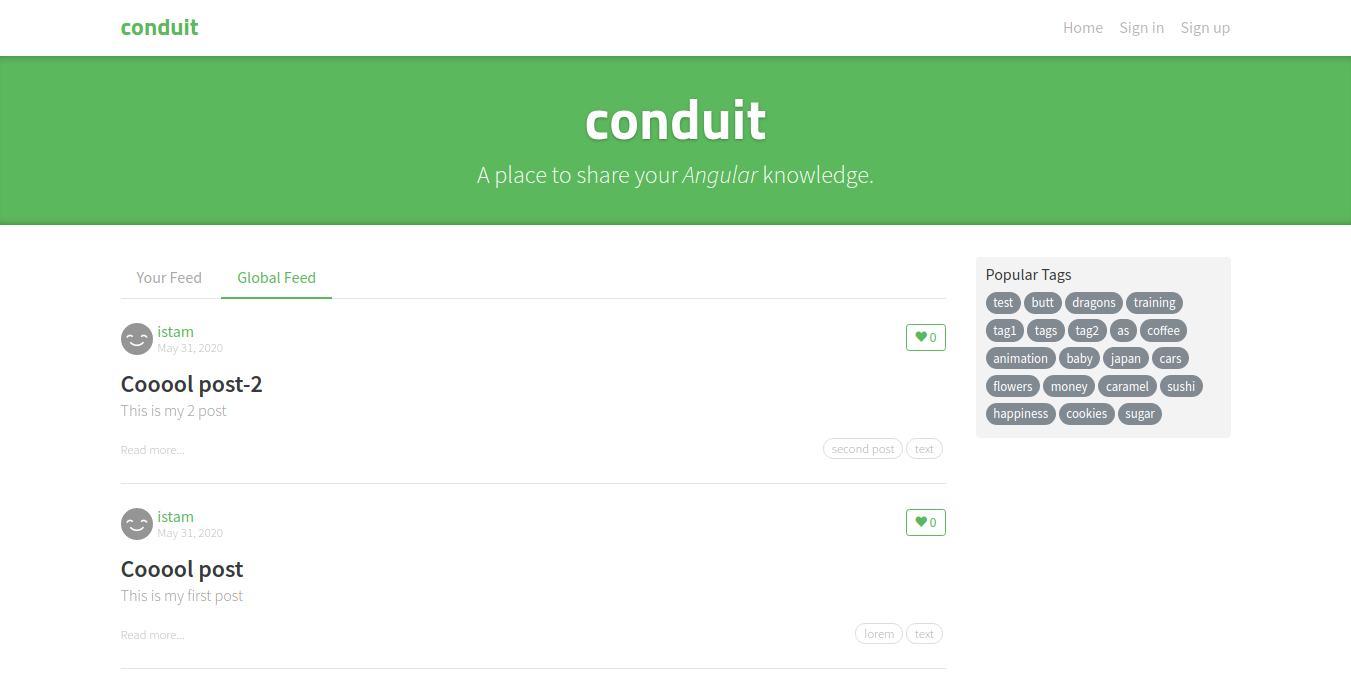 conduit
Home Sign in Sign up
conduit
A place to share your Angular knowledge.
Your Feed Global Feed
istam
May 31, 2020
0
Cooool post-2
This is my 2 post
Read more...
second post text
istam
May 31, 2020
0
Cooool post
This is my first post
Read more...
lorem text
Popular Tags
test butt dragons training
tag1 tags tag2 as coffee
animation baby japan cars
flowers money caramel sushi
happiness cookies sugar